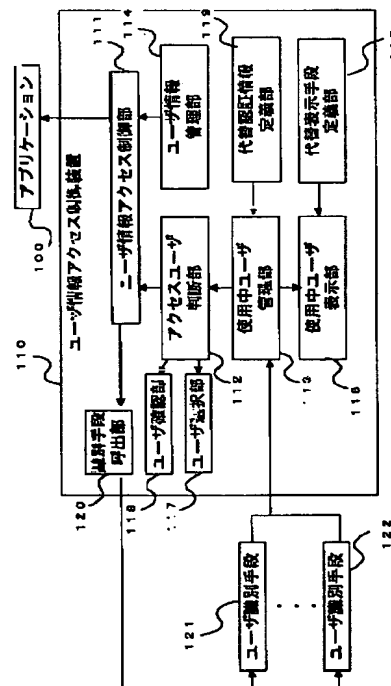 アプリケーション
100
110
ユーザ情報アクセス制御装置
111
ユーザ情報アクセス制御部
114
ユーザ情報
管理部
119
代替認証情報
定義部
代替表示手段
定義部
アクセスユーザ
判断部
112
使用中ユーザ
管理部
113
使用中ユーザ
表示部
115
識別手段
呼出部
120
ユーザ確認部
118
ユーザ選択部
117
ユーザ識別手段
121
ユーザ識別手段
122